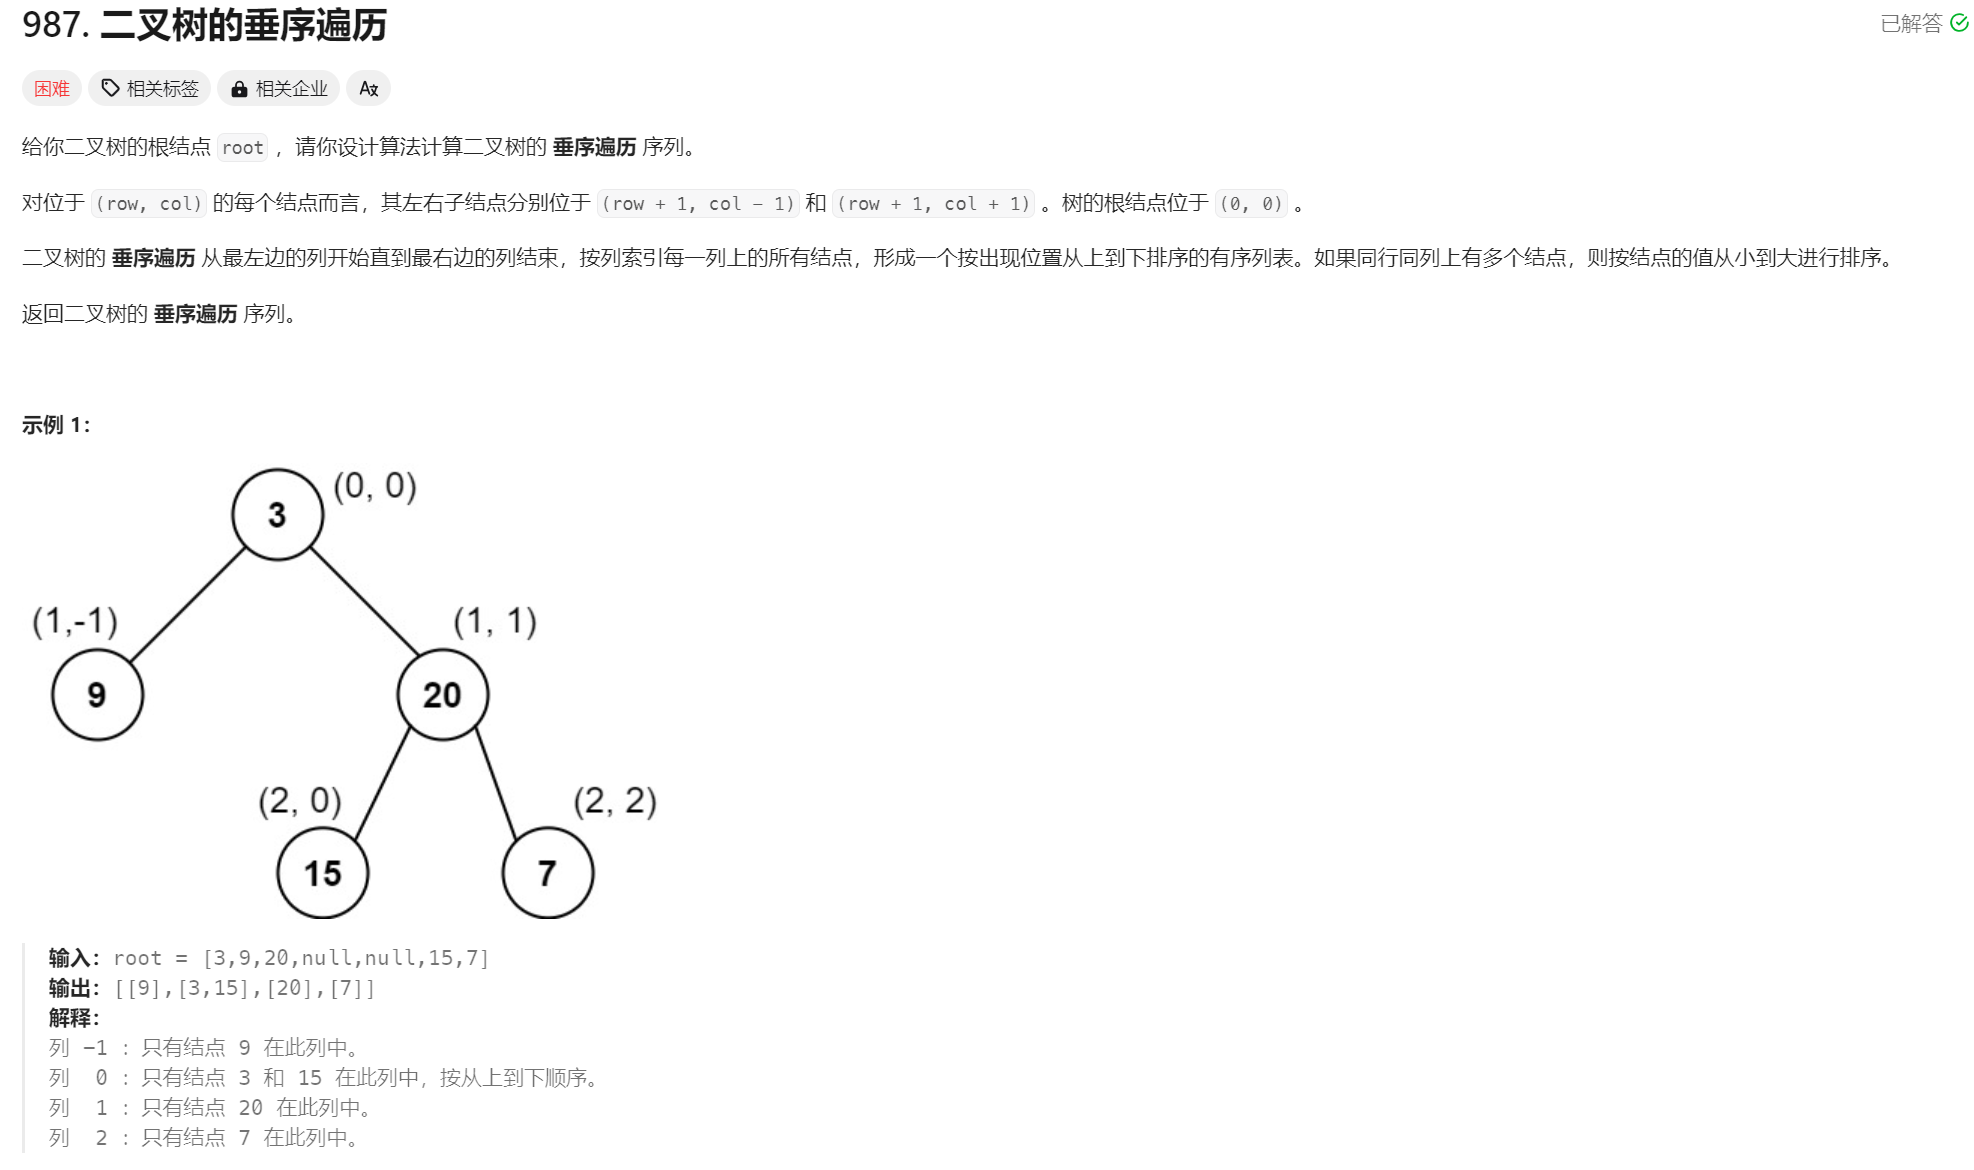 987. 二叉树的垂序遍历
已解答
困难 相关标签 相关企业 Ax
给你二叉树的根结点 root ，请你设计算法计算二叉树的 垂序遍历 序列。
对位于 (row, col) 的每个结点而言，其左右子结点分别位于 (row + 1, col - 1) 和 (row + 1, col + 1) 。树的根结点位于 (0, 0) 。
二叉树的 垂序遍历 从最左边的列开始直到最右边的列结束，按列索引每一列上的所有结点，形成一个按出现位置从上到下排序的有序列表。如果同行同列上有多个结点，则按结点的值从小到大进行排序。
返回二叉树的 垂序遍历 序列。
示例 1：
(0, 0)
3
(1,-1)
(1, 1)
9
20
(2, 0)
(2, 2)
15
7
输入：root = [3,9,20,null,null,15,7]
输出：[[9],[3,15],[20],[7]]
解释：
列 -1 ：只有结点 9 在此列中。
列 0 ：只有结点 3 和 15 在此列中，按从上到下顺序。
列 1 ：只有结点 20 在此列中。
列 2 ：只有结点 7 在此列中。